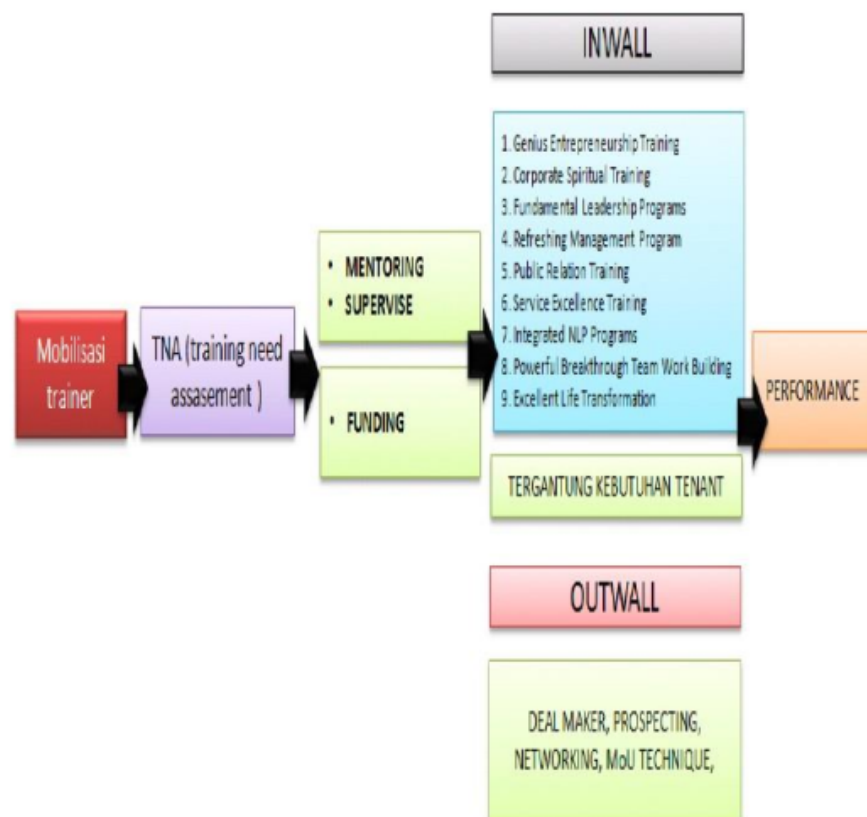 INWALL
1. Genius Entrepreneurship Training
2. Corporate Spiritual Training
3. Fundamental Leadership Programs
4. Refreshing Management Program
5. Public Relation Training
6. Service Excellence Training
7. Integrated NLP Programs
8. Powerful Breakthrough Team Work Building
9. Excellent Life Transformation
Mobilisasi
trainer
TNA (training need
assasement )
• MENTORING
• SUPERVISE
• FUNDING
PERFORMANCE
TERGANTUNG KEBUTUHAN TENANT
OUTWALL
DEAL MAKER, PROSPECTING,
NETWORKING, MoU TECHNIQUE,